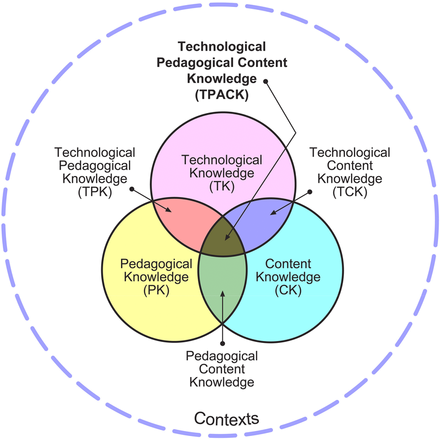 Technological
Pedagogical Content
Knowledge
(TPACK)
Technological
Pedagogical
Knowledge
(TPK)
Technological
Knowledge
(TK)
Technological
Content
Knowledge
(TCK)
Pedagogical
Knowledge
(PK)
Content
Knowledge
(CK)
Pedagogical
Content
Knowledge
Contexts